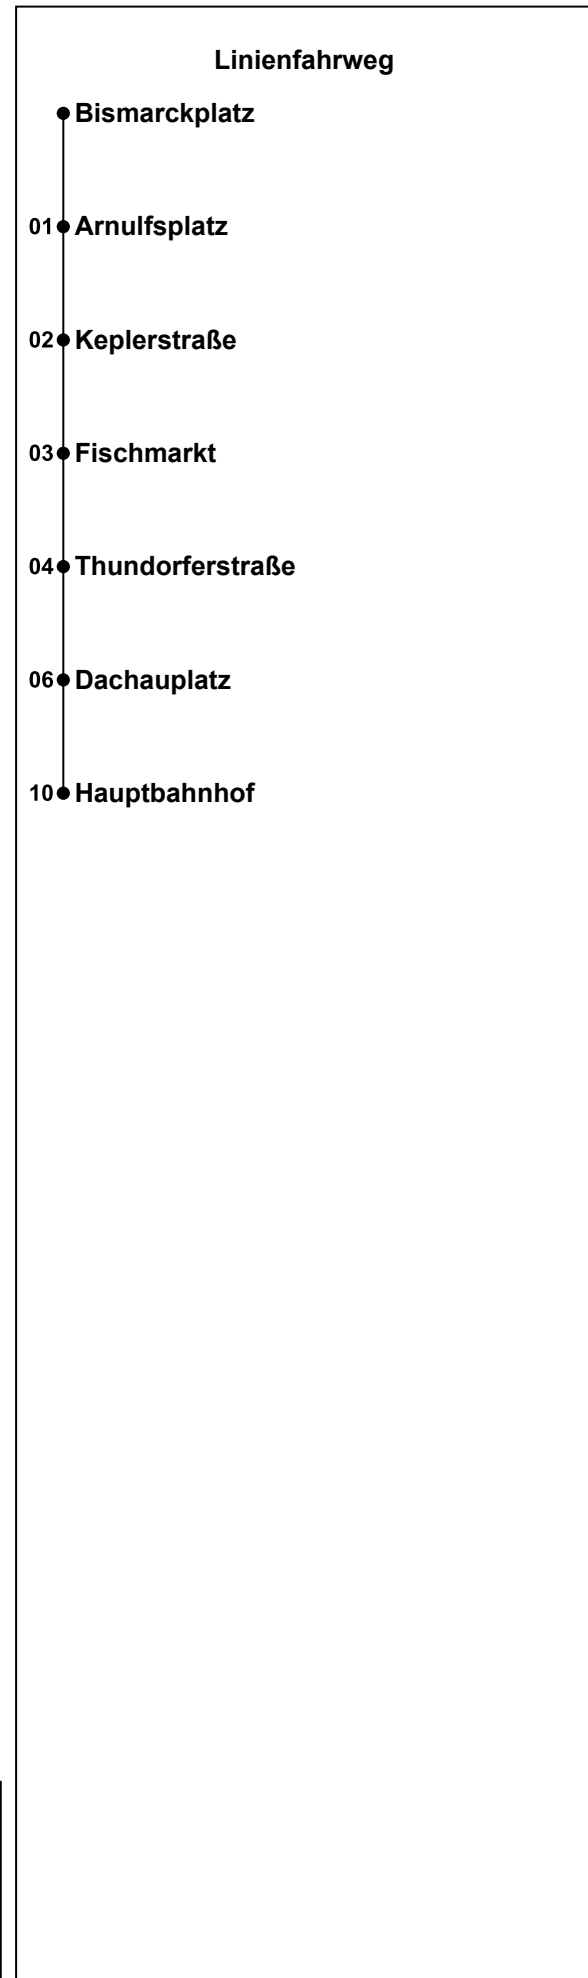 Linienfahrweg
Bismarckplatz
01 Arnulfsplatz
02 Keplerstraße
03 Fischmarkt
04 Thundorferstraße
06 Dachauplatz
10 Hauptbahnhof